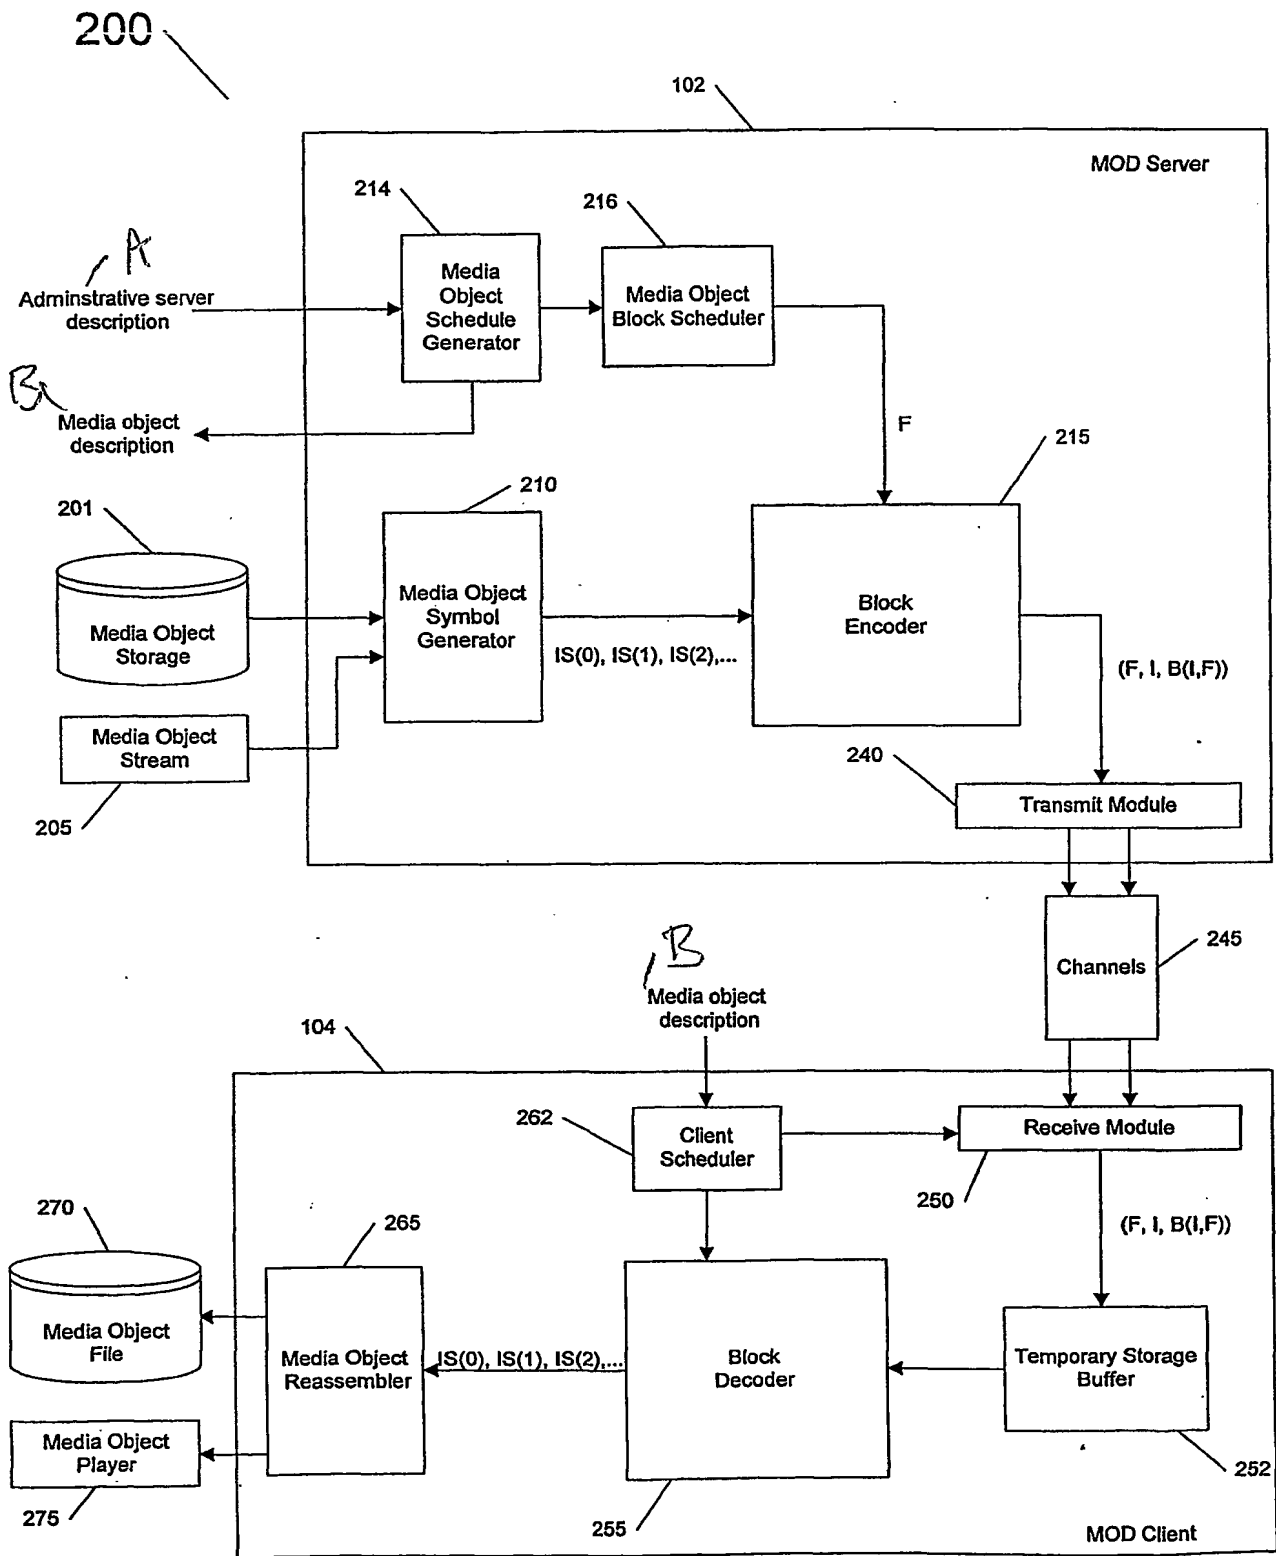 200
102
MOD Server
214
216
A
Adminstrative server
description
Media
Object
Schedule
Generator
Media Object
Block Scheduler
B
Media object
description
F
215
201
210
Media Object
Storage
Media Object
Symbol
Generator
IS(0), IS(1), IS(2),...
Block
Encoder
(F, I, B(I,F))
Media Object
Stream
205
240
Transmit Module
B
Media object
description
Channels
245
104
262
Client
Scheduler
Receive Module
250
(F, I, B(I,F))
270
265
Media Object
File
Media Object
Reassembler
IS(0), IS(1), IS(2),...
Block
Decoder
Temporary Storage
Buffer
Media Object
Player
275
255
252
MOD Client